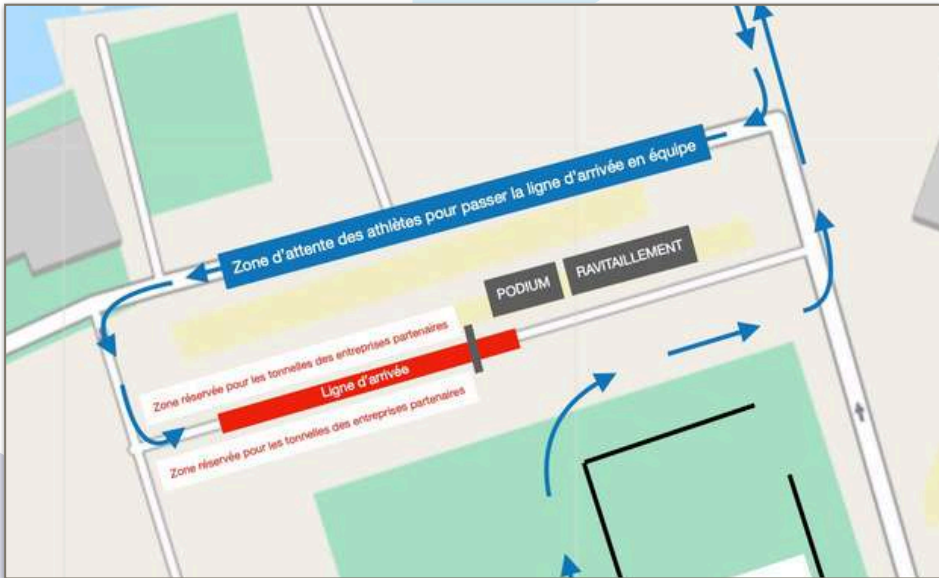 Zone d'attente des athlètes pour passer la ligne d'arrivée en équipe
PODIUM
RAVITAILLEMENT
Zone réservée pour les tonnelles des entreprises partenaires
Ligne d'arrivée
Zone réservée pour les tonnelles des entreprises partenaires